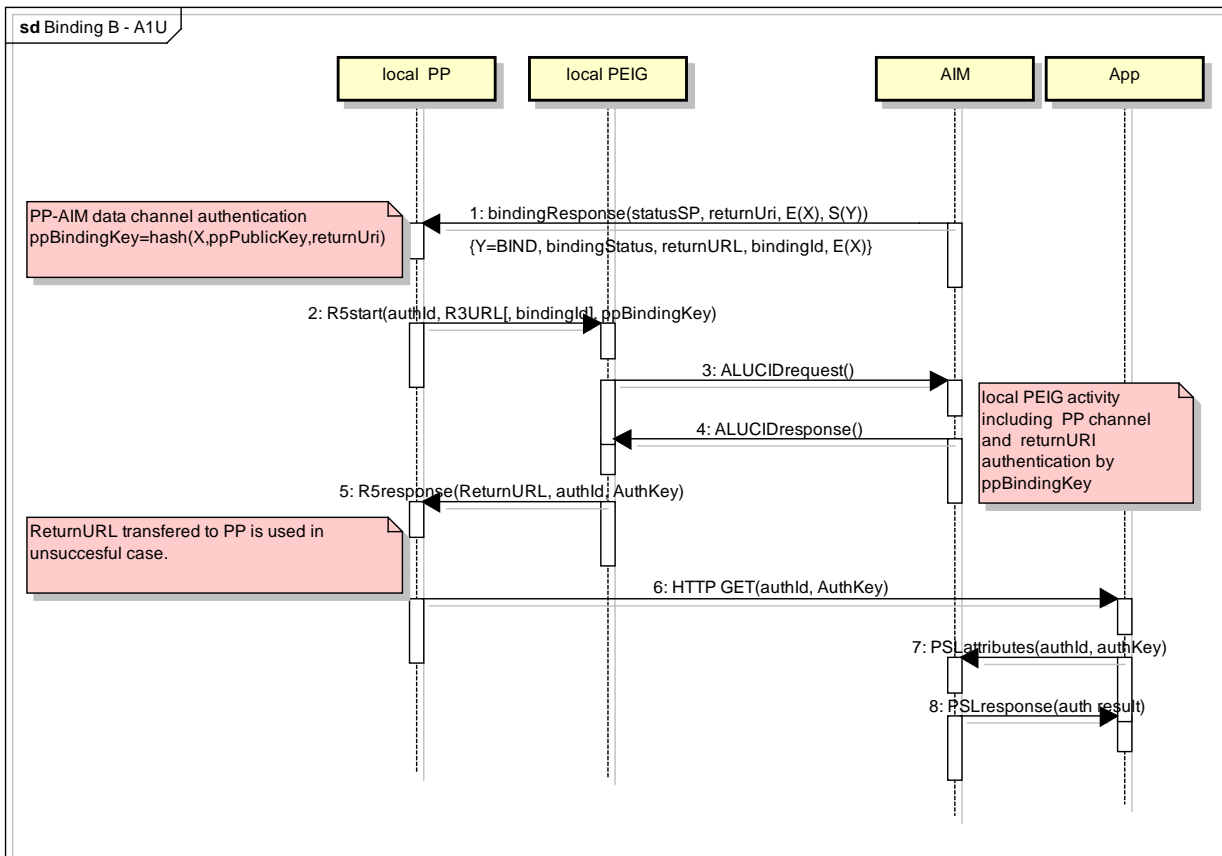 sd Binding B - A1U
local  PP
local PEIG
AIM
App
PP-AIM data channel authentication
ppBindingKey=hash(X,ppPublicKey,returnUri)
1: bindingResponse(statusSP, returnUri, E(X), S(Y))
{Y=BIND, bindingStatus, returnURL, bindingId, E(X)}
2: R5start(authId, R3URL[, bindingId], ppBindingKey)
3: ALUCIDrequest()
local PEIG activity
including  PP channel
and  returnURI
authentication by
ppBindingKey
4: ALUCIDresponse()
5: R5response(ReturnURL, authId, AuthKey)
ReturnURL transfered to PP is used in
unsuccesful case.
6: HTTP GET(authId, AuthKey)
7: PSLattributes(authId, authKey)
8: PSLresponse(auth result)